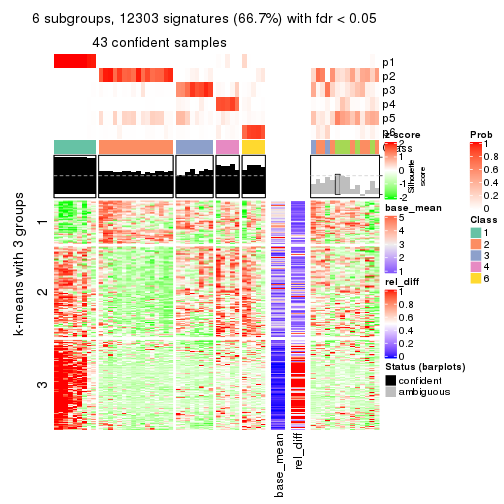 6 subgroups, 12303 signatures (66.7%) with fdr < 0.05
43 confident samples
p1
p2
p3
p4
p5
p6
Class
z-score
2
1
0
-1
-2
Silhouette
score
k-means with 3 groups
1
2
3
base_mean
5
4
3
2
1
rel_diff
1
0.8
0.6
0.4
0.2
0
Status (barplots)
confident
ambiguous
Prob
1
0.8
0.6
0.4
0.2
0
Class
1
2
3
4
6
base_mean
rel_diff